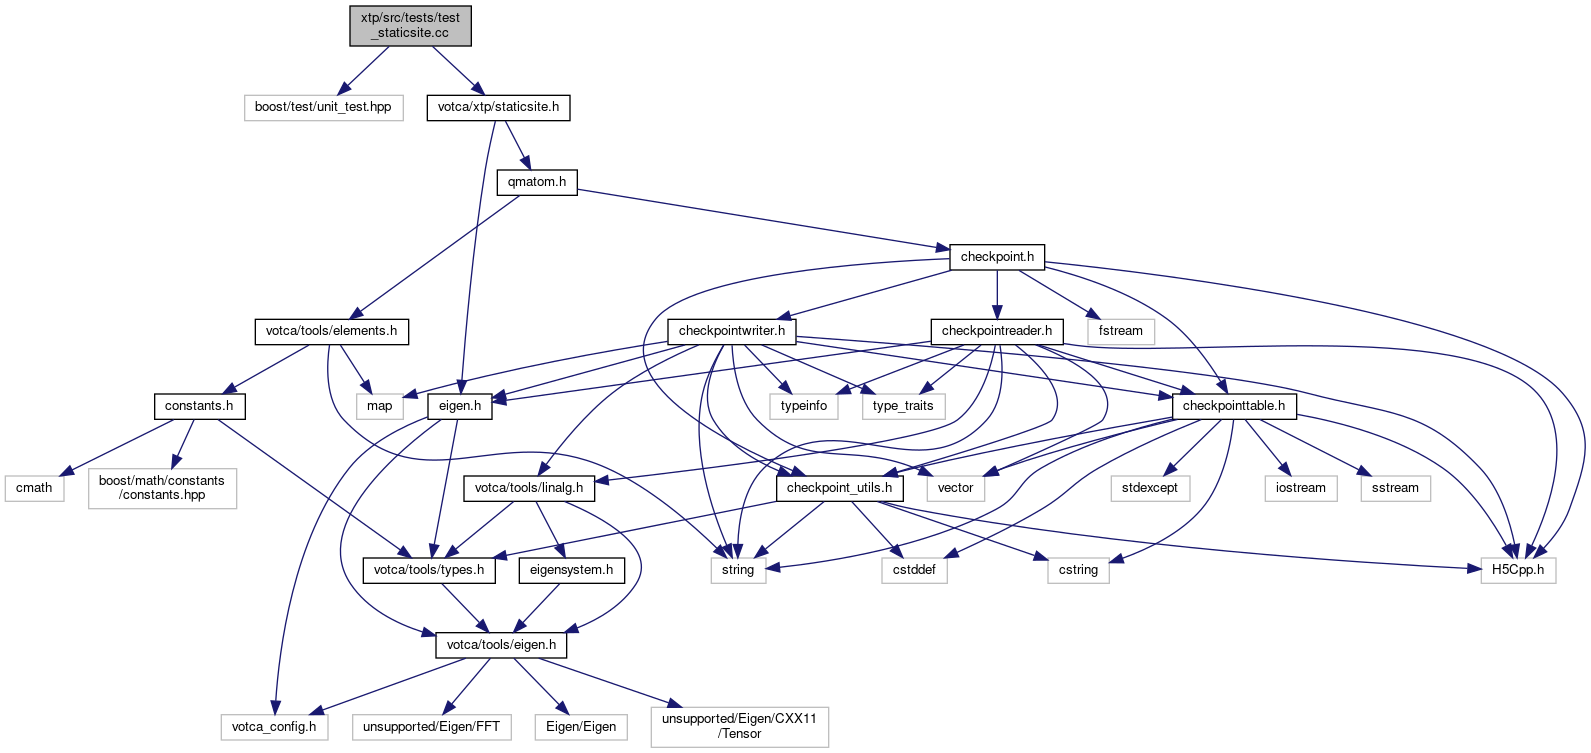 xtp/src/tests/test
_staticsite.cc
boost/test/unit_test.hpp
votca/xtp/staticsite.h
qmatom.h
checkpoint.h
votca/tools/elements.h
checkpointwriter.h
checkpointreader.h
fstream
constants.h
map
eigen.h
typeinfo
type_traits
checkpointtable.h
cmath
boost/math/constants
/constants.hpp
votca/tools/linalg.h
checkpoint_utils.h
vector
stdexcept
iostream
sstream
votca/tools/types.h
eigensystem.h
string
cstddef
cstring
H5Cpp.h
votca/tools/eigen.h
votca_config.h
unsupported/Eigen/FFT
Eigen/Eigen
unsupported/Eigen/CXX11
/Tensor